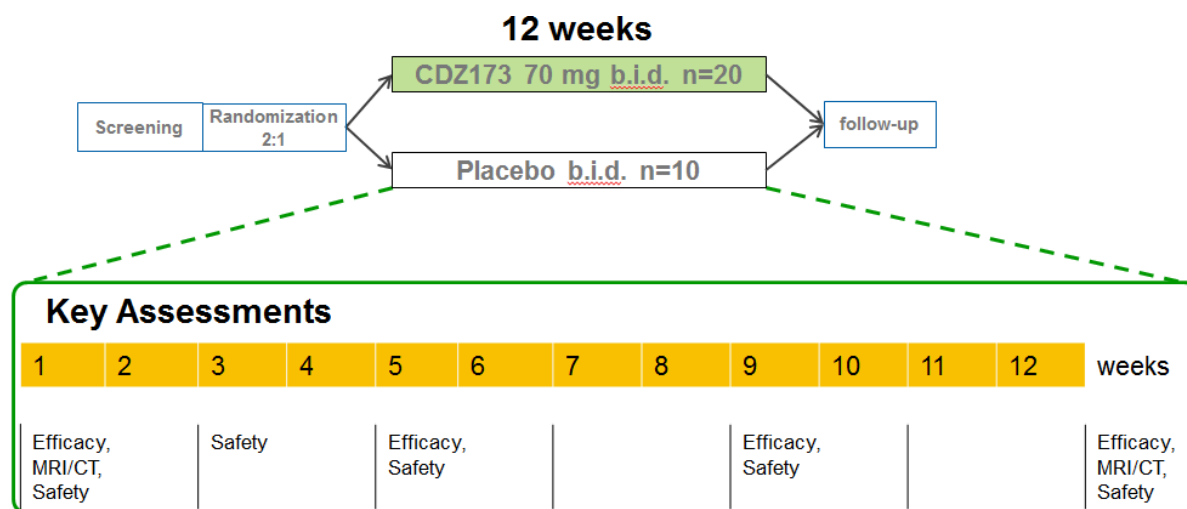 12 weeks
CDZ173 70 mg b.i.d. n=20
Screening
Randomization
2:1
follow-up
Placebo b.i.d. n=10
Key Assessments
1 2 3 4 5 6 7 8 9 10 11 12 weeks
Efficacy,
MRI/CT,
Safety
Safety
Efficacy,
Safety
Efficacy,
Safety
Efficacy,
MRI/CT,
Safety